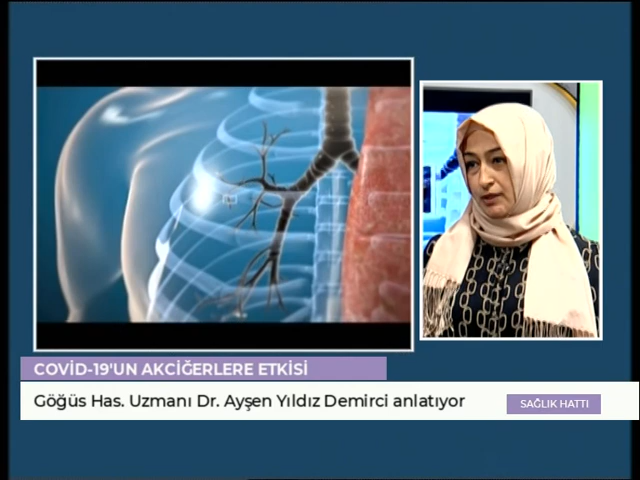 COVİD-19'UN AKCİĞERLERE ETKİSİ
Göğüs Has. Uzmanı Dr. Ayşen Yıldız Demirci anlatıyor
SAĞLIK HATTI